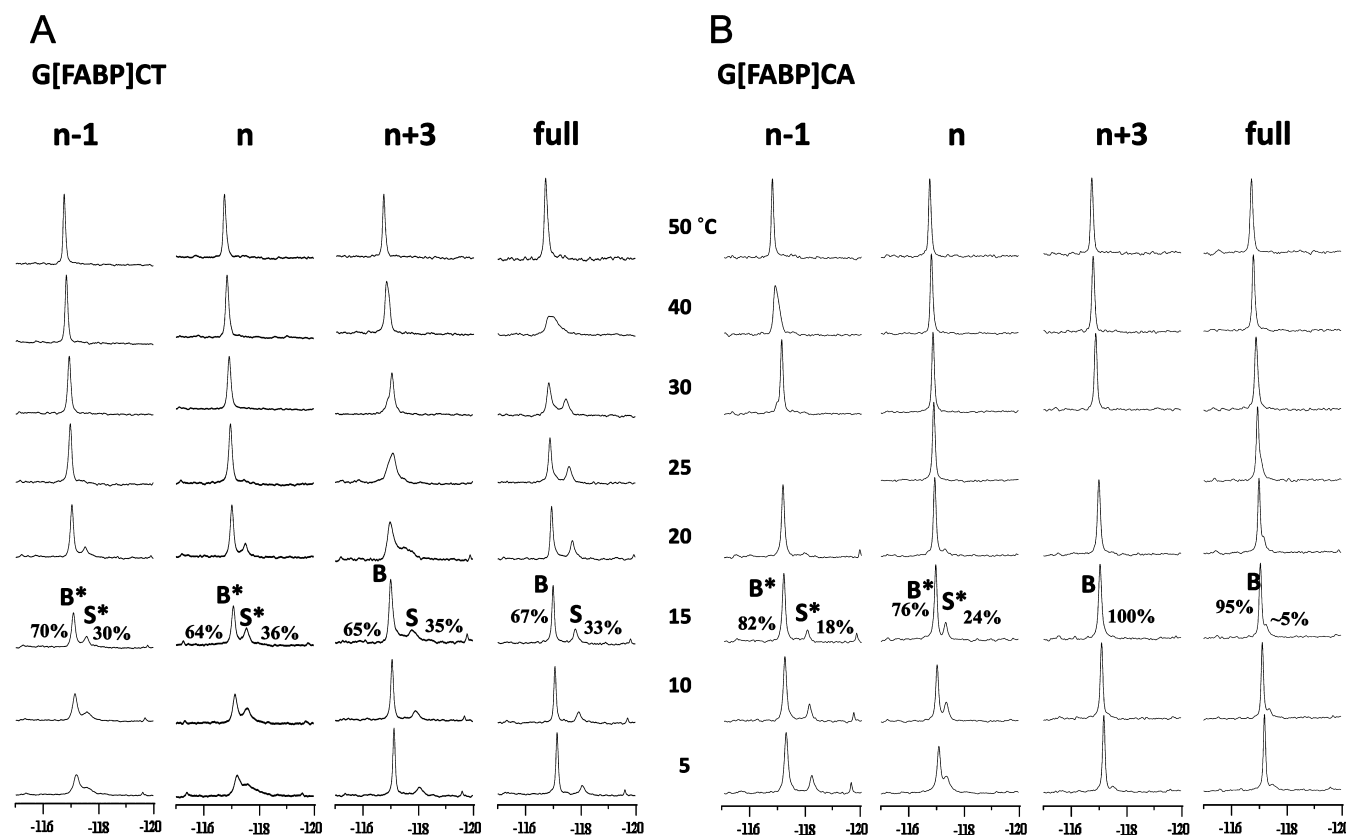 A
B
G[FABP]CT
G[FABP]CA
n-1 n n+3 full
n-1 n n+3 full
50 °C
40
30
25
20
15
10
5
B* S* 70% 30%
B* S* 64% 36%
B S 65% 35%
B S 67% 33%
B* S* 82% 18%
B* S* 76% 24%
B 100%
B 95% ~5%
-116 -118 -120
-116 -118 -120
-116 -118 -120
-116 -118 -120
-116 -118 -120
-116 -118 -120
-116 -118 -120
-116 -118 -120